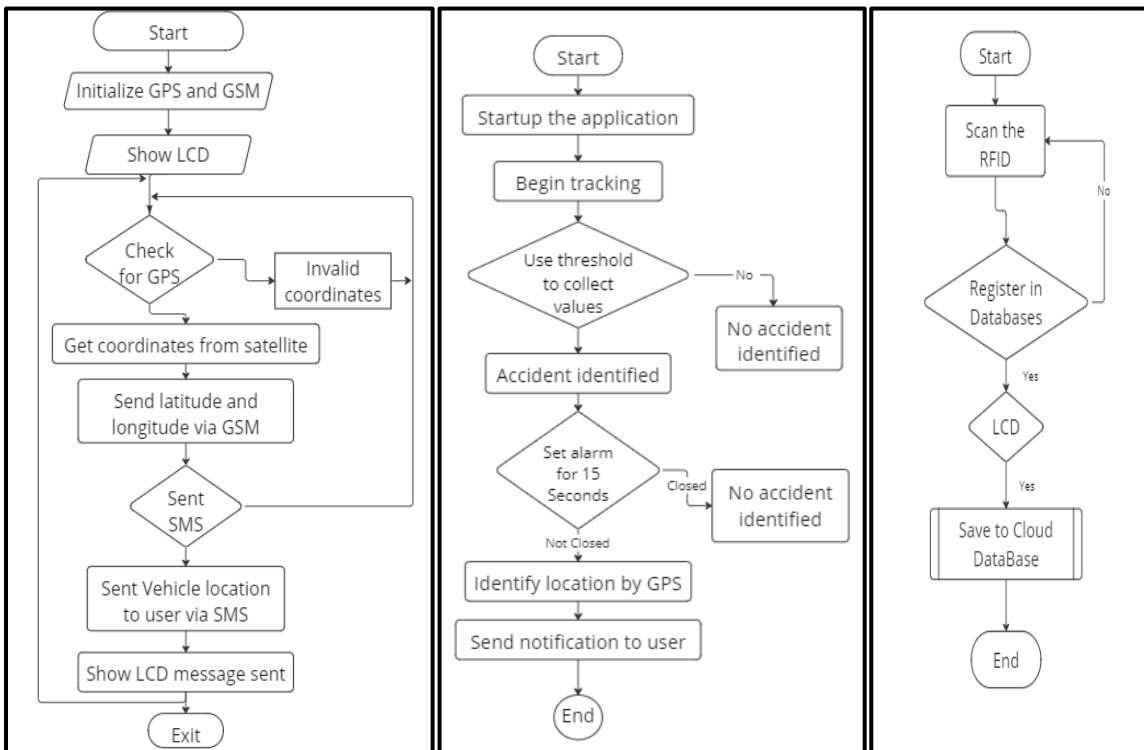 Start
Initialize GPS and GSM
Show LCD
Check
for GPS
Invalid
coordinates
Get coordinates from satellite
Send latitude and
longitude via GSM
Sent
SMS
Sent Vehicle location
to user via SMS
Show LCD message sent
Exit
Start
Startup the application
Begin tracking
Use threshold
to collect
values
No
No accident
identified
Accident identified
Set alarm
for 15
Seconds
Closed
No accident
identified
Not Closed
Identify location by GPS
Send notification to user
End
Start
Scan the
RFID
No
Register in
Databases
Yes
LCD
Yes
Save to Cloud
DataBase
End